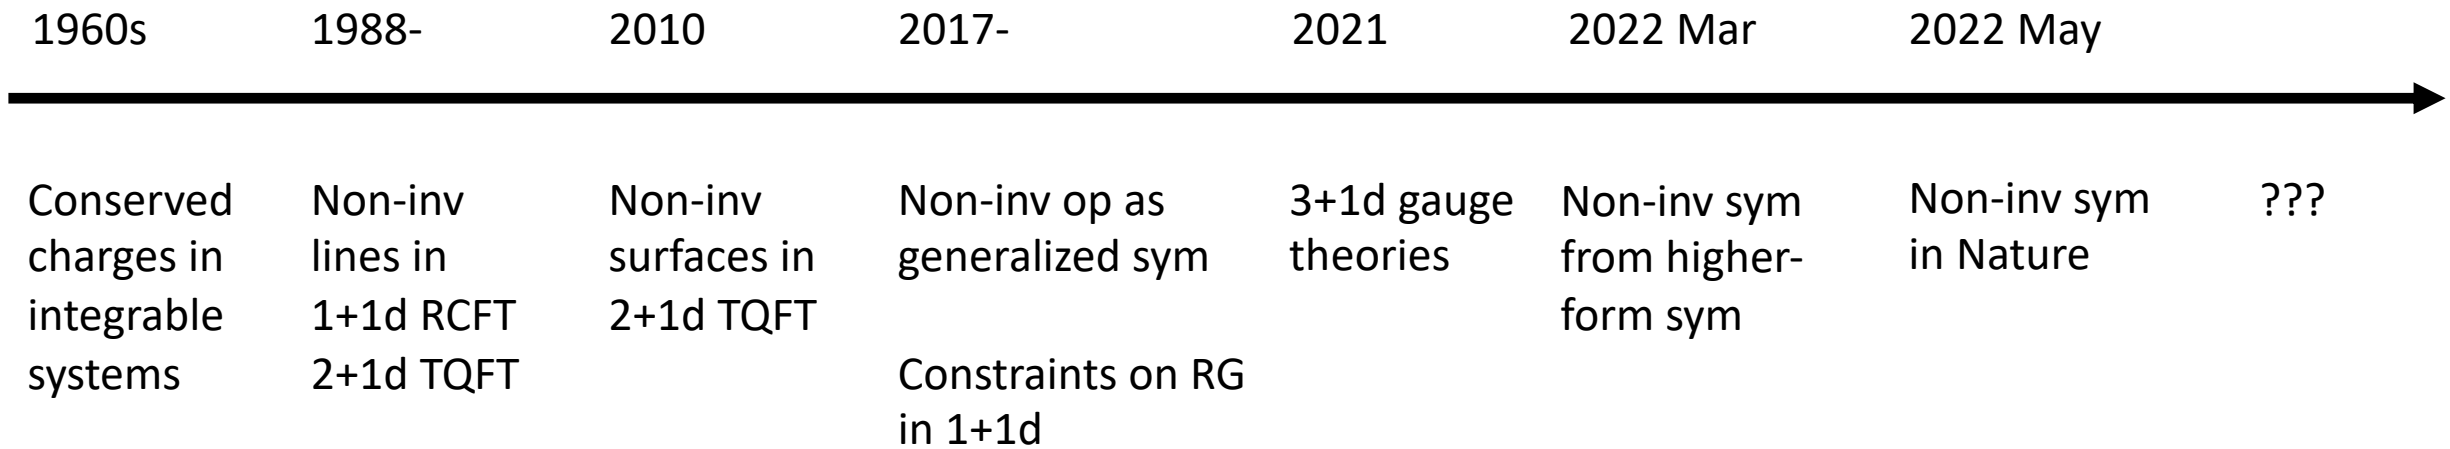 1960s
1988-
2010
2017-
2021
2022 Mar
2022 May
Conserved
charges in
integrable
systems
Non-inv
lines in
1+1d RCFT
2+1d TQFT
Non-inv
surfaces in
2+1d TQFT
Non-inv op as
generalized sym
Constraints on RG
in 1+1d
3+1d gauge
theories
Non-inv sym
from higher-
form sym
Non-inv sym
in Nature
???